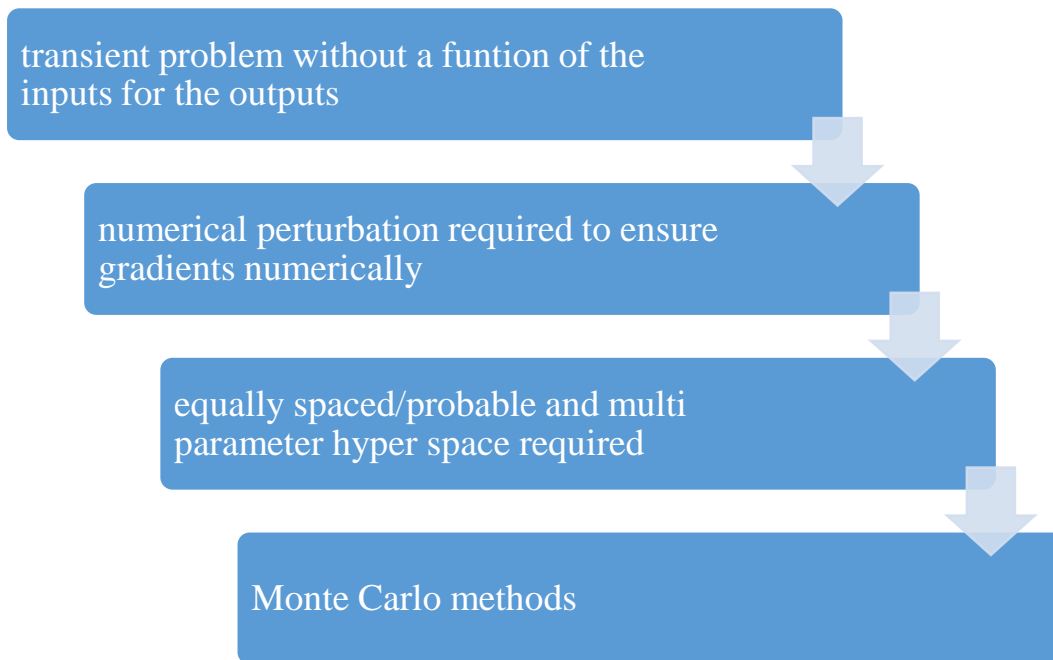 transient problem without a funtion of the
inputs for the outputs
numerical perturbation required to ensure
gradients numerically
equally spaced/probable and multi
parameter hyper space required
Monte Carlo methods